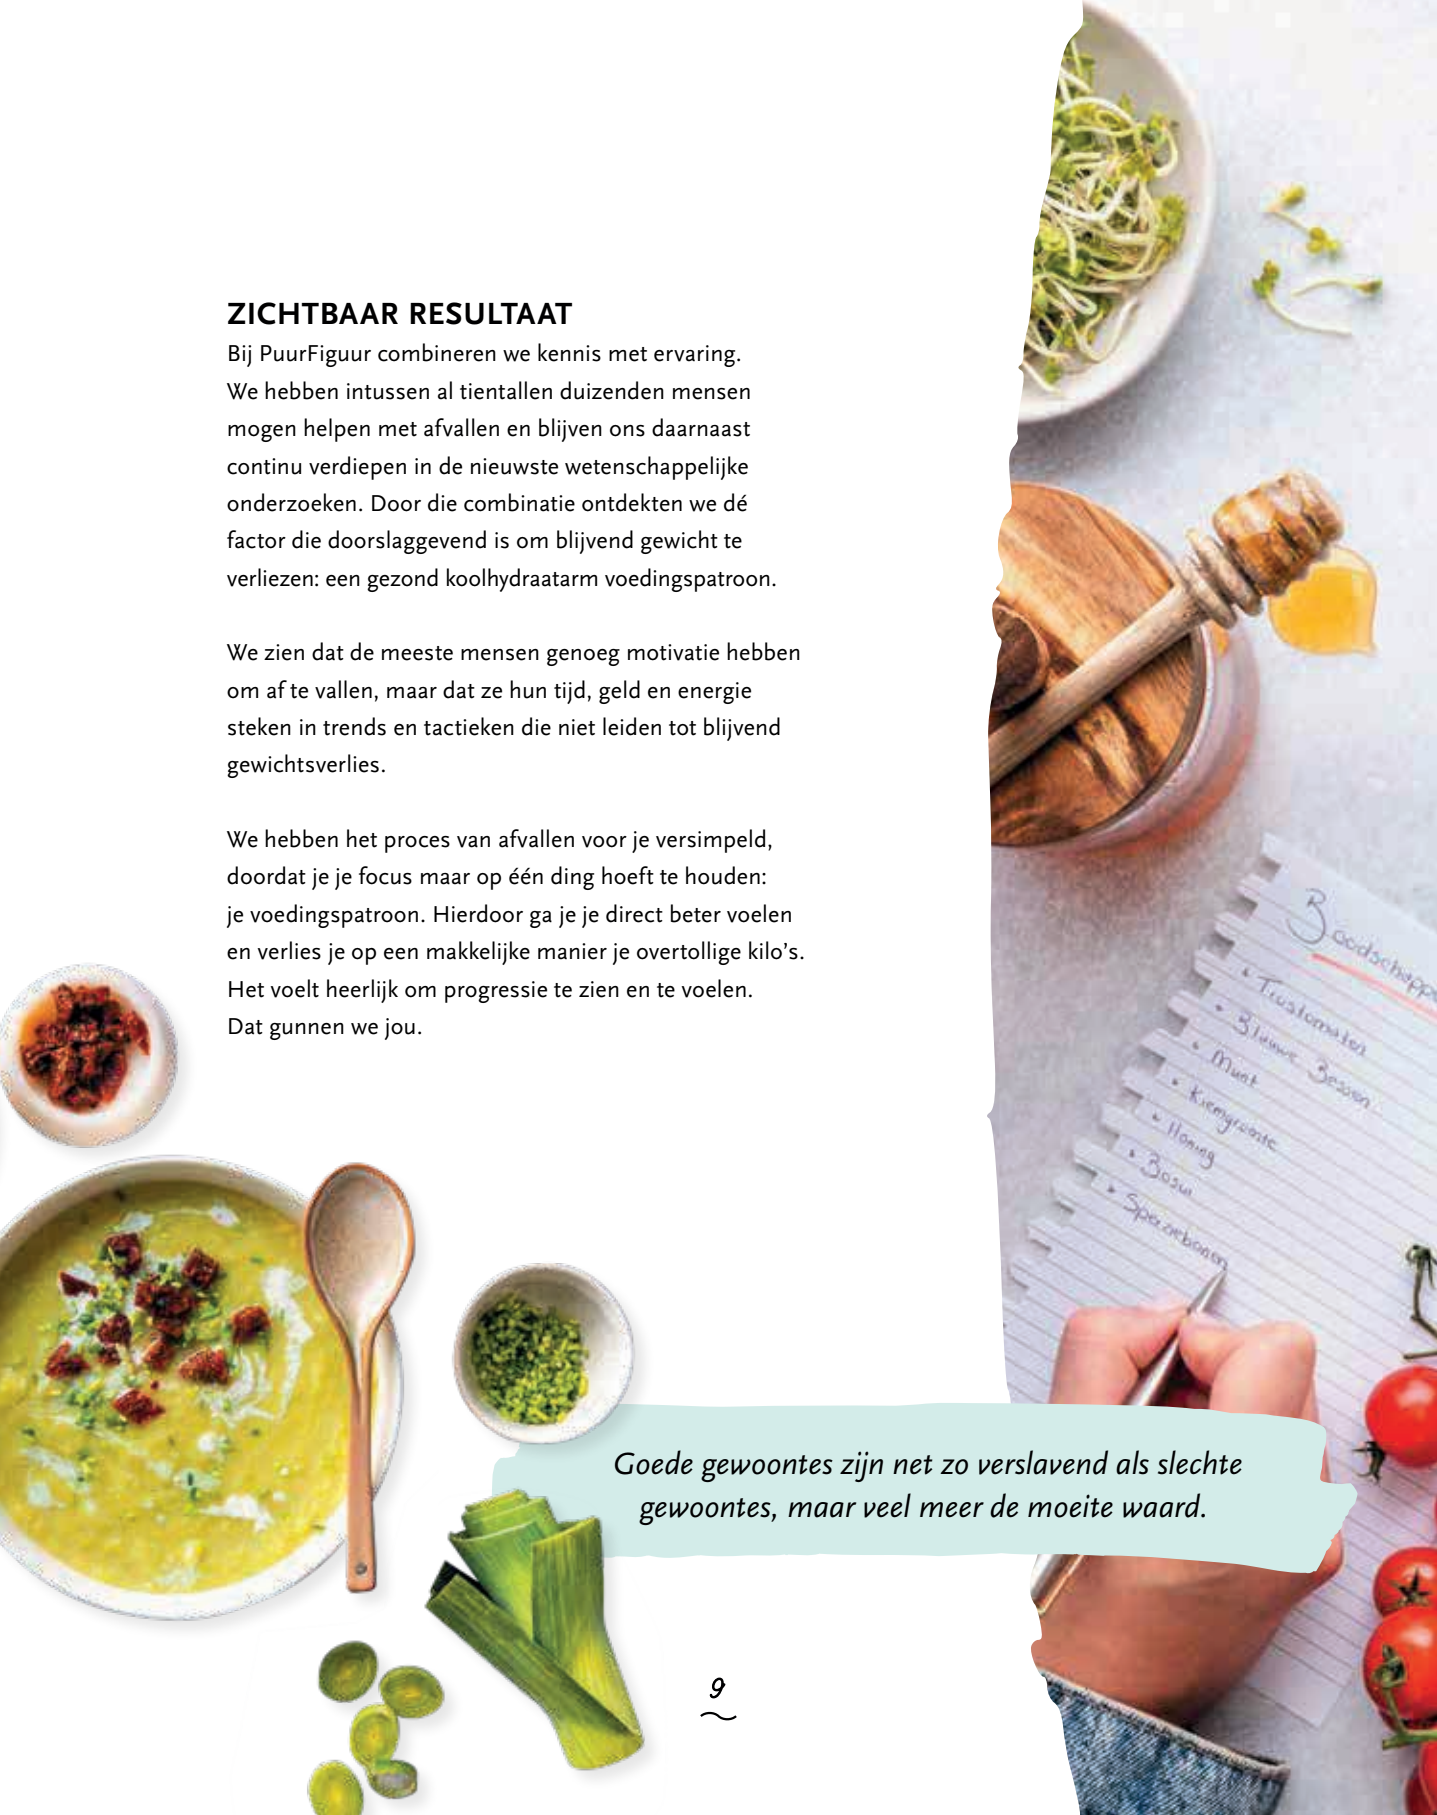 ZICHTBAAR RESULTAAT
Bij PuurFiguur combineren we kennis met ervaring.
We hebben intussen al tientallen duizenden mensen
mogen helpen met afvallen en blijven ons daarnaast
continu verdiepen in de nieuwste wetenschappelijke
onderzoeken. Door die combinatie ontdekten we dé
factor die doorslaggevend is om blijvend gewicht te
verliezen: een gezond koolhydraatarm voedingspatroon.
We zien dat de meeste mensen genoeg motivatie hebben
om af te vallen, maar dat ze hun tijd, geld en energie
steken in trends en tactieken die niet leiden tot blijvend
gewichtsverlies.
We hebben het proces van afvallen voor je versimpeld,
doordat je je focus maar op één ding hoeft te houden:
je voedingspatroon. Hierdoor ga je je direct beter voelen
en verlies je op een makkelijke manier je overtollige kilo's.
Het voelt heerlijk om progressie te zien en te voelen.
Dat gunnen we jou.
Boodschappe
• Trostomaten
• Blauwe Bessen
• Munt
• Kiemgroente
• Honing
• Bosui
• Sperziebonen
Goede gewoontes zijn net zo verslavend als slechte
gewoontes, maar veel meer de moeite waard.
9